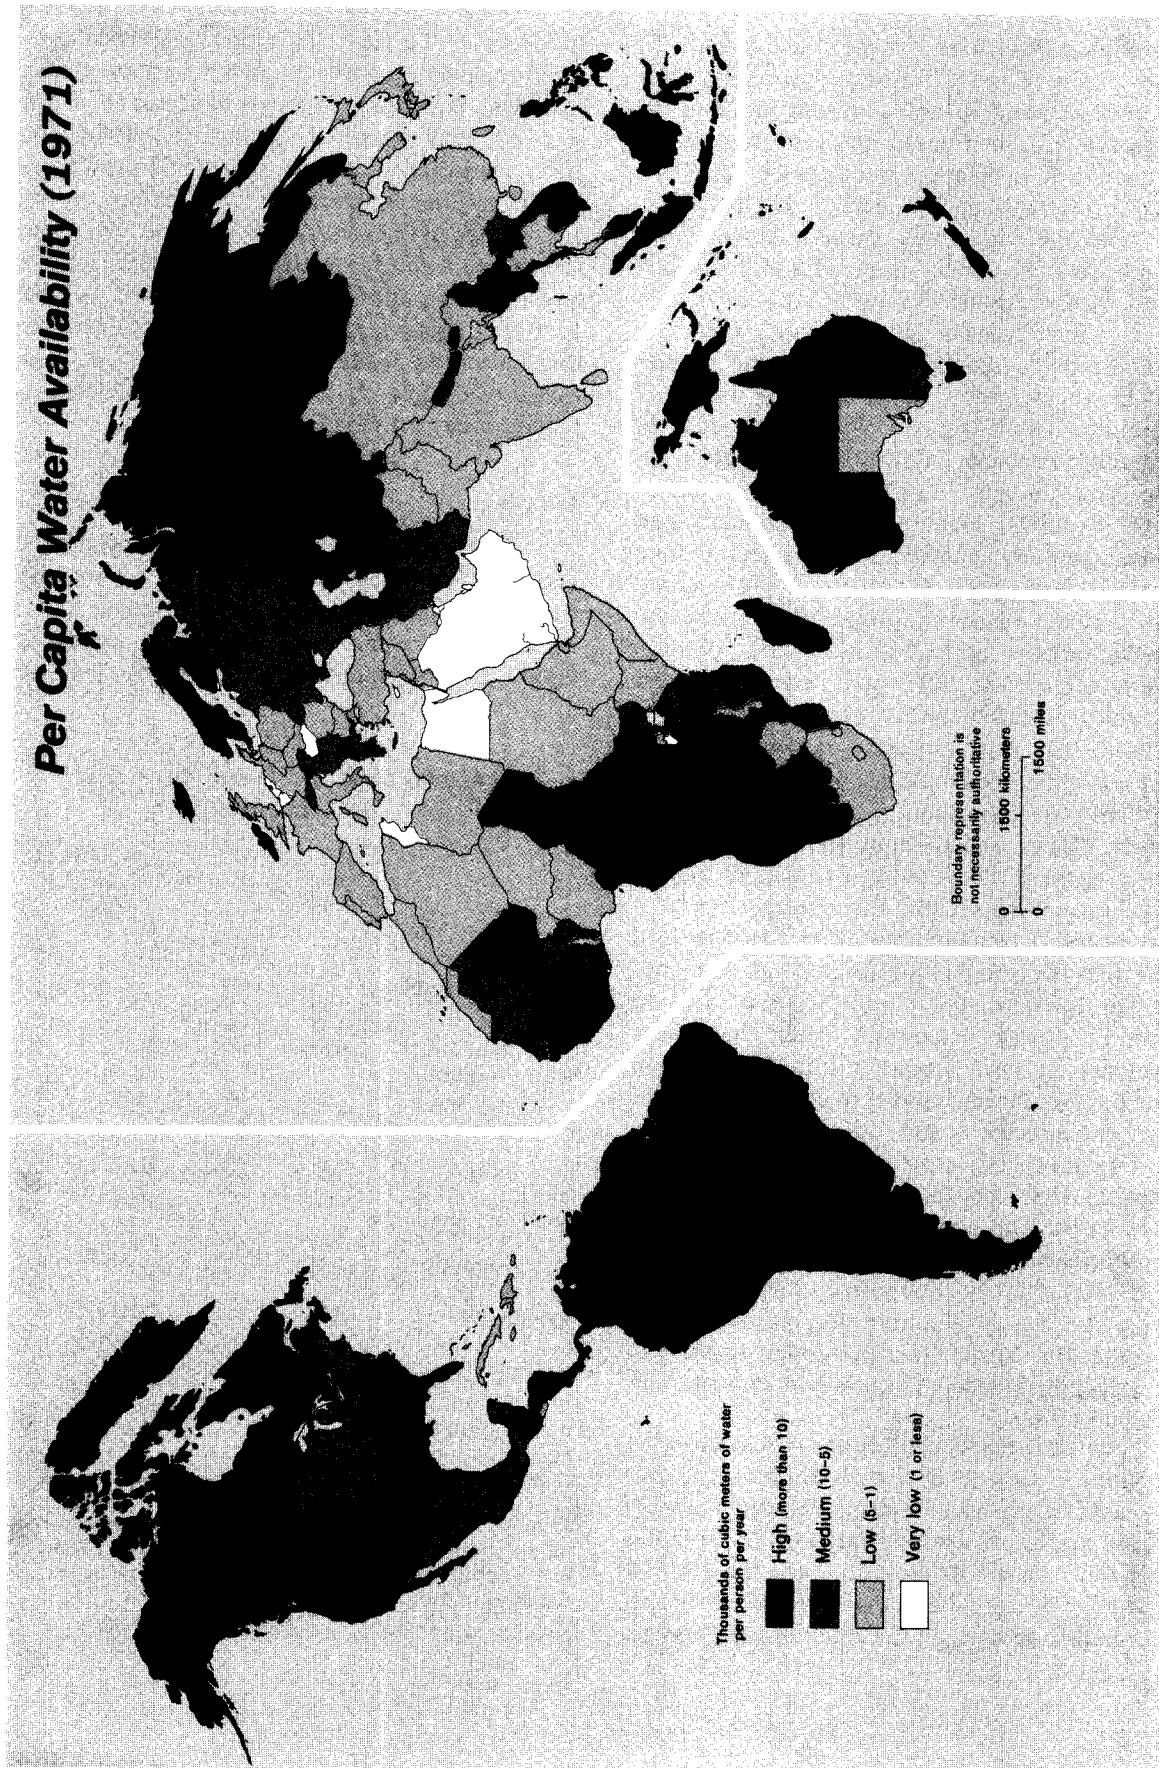 Per Capita Water Availability (1971)
Thousands of cubic meters of water
per person per year
High (more than 10)
Medium (10-5)
Low (5-1)
Very low (1 or less)
Boundary representation is
not necessarily authoritative
0 1500 kilometers
0 1500 miles